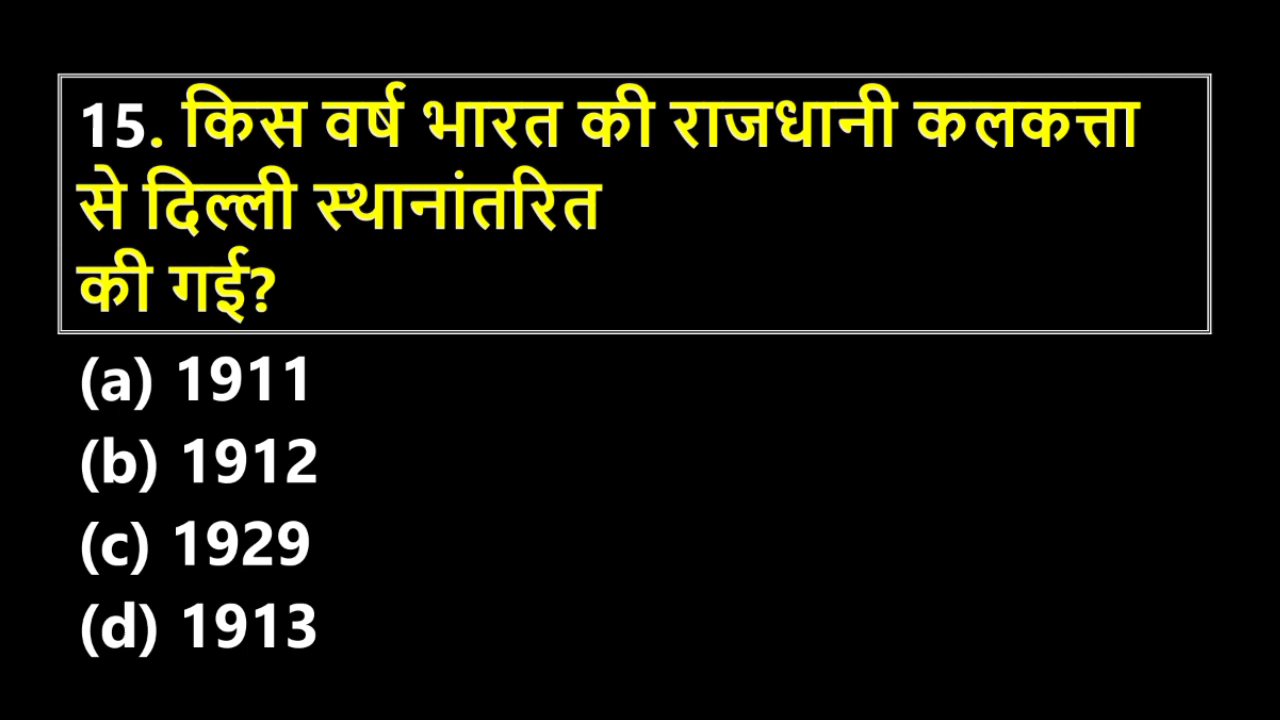 15. किस वर्ष भारत की राजधानी कलकत्ता
से दिल्ली स्थानांतरित
की गई?
(a) 1911
(b) 1912
(c) 1929
(d) 1913